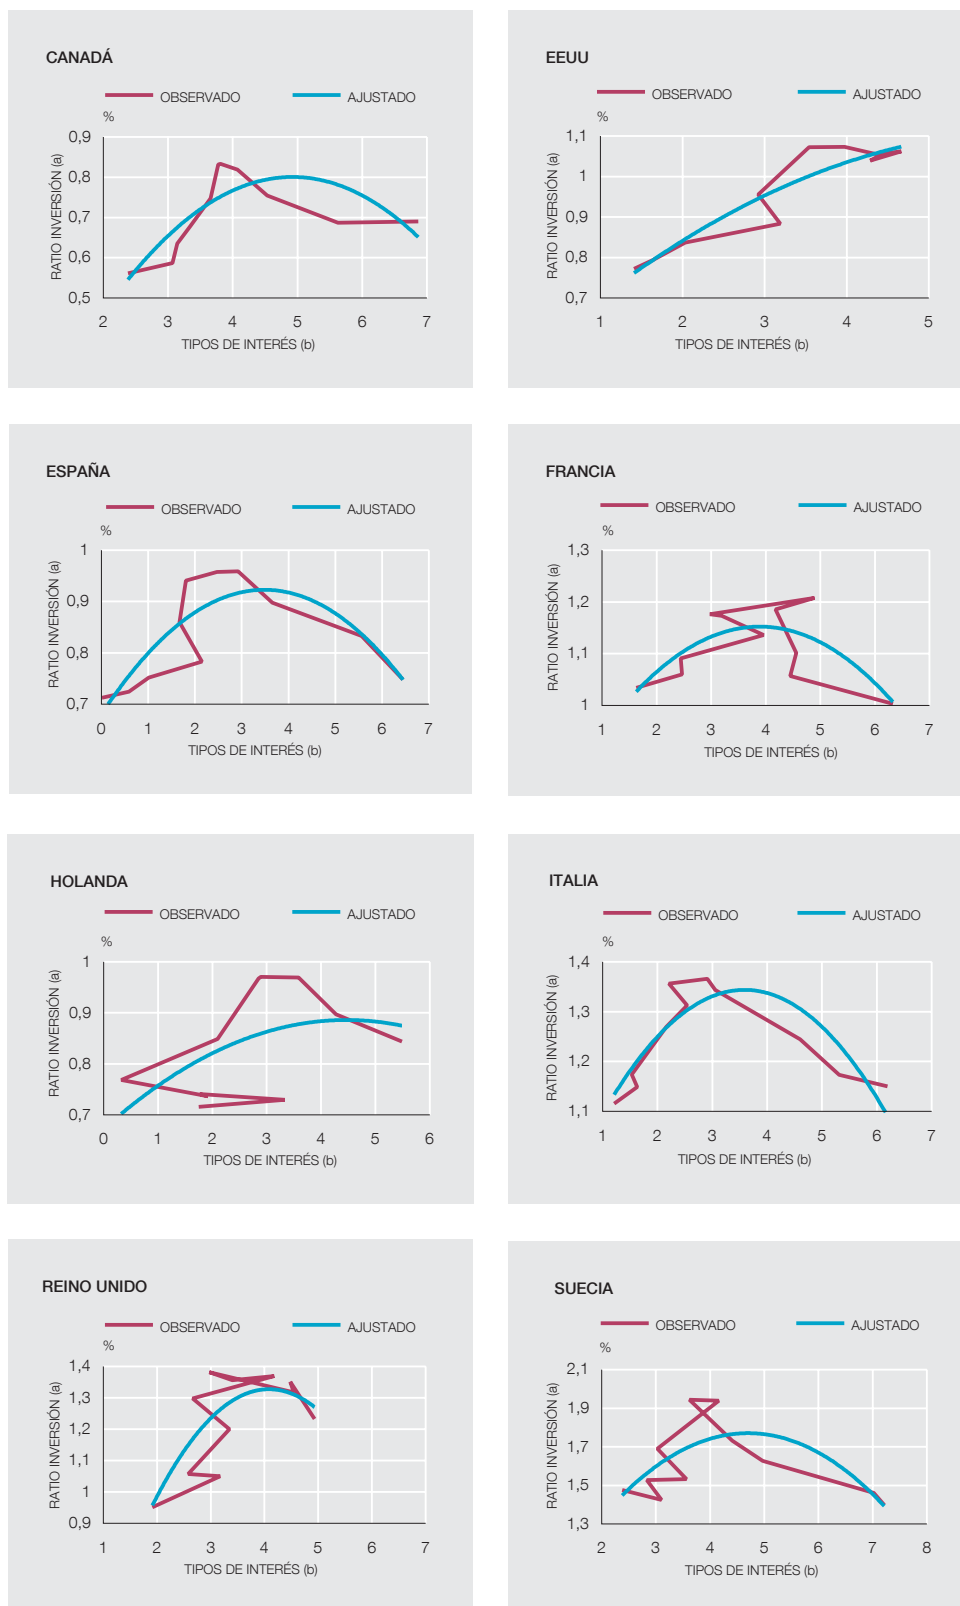 CANADÁ
OBSERVADO AJUSTADO
%
RATIO INVERSIÓN (a)
0,9
0,8
0,7
0,6
0,5
2 3 4 5 6 7
TIPOS DE INTERÉS (b)
EEUU
OBSERVADO AJUSTADO
%
RATIO INVERSIÓN (a)
1,1
1
0,9
0,8
0,7
1 2 3 4 5
TIPOS DE INTERÉS (b)
ESPAÑA
OBSERVADO AJUSTADO
%
RATIO INVERSIÓN (a)
1
0,9
0,8
0,7
0 1 2 3 4 5 6 7
TIPOS DE INTERÉS (b)
FRANCIA
OBSERVADO AJUSTADO
%
RATIO INVERSIÓN (a)
1,3
1,2
1,1
1
1 2 3 4 5 6 7
TIPOS DE INTERÉS (b)
HOLANDA
OBSERVADO AJUSTADO
%
RATIO INVERSIÓN (a)
1
0,9
0,8
0,7
0 1 2 3 4 5 6
TIPOS DE INTERÉS (b)
ITALIA
OBSERVADO AJUSTADO
%
RATIO INVERSIÓN (a)
1,4
1,3
1,2
1,1
1 2 3 4 5 6 7
TIPOS DE INTERÉS (b)
REINO UNIDO
OBSERVADO AJUSTADO
%
RATIO INVERSIÓN (a)
1,4
1,3
1,2
1,1
1
0,9
1 2 3 4 5 6 7
TIPOS DE INTERÉS (b)
SUECIA
OBSERVADO AJUSTADO
%
RATIO INVERSIÓN (a)
2,1
1,9
1,7
1,5
1,3
2 3 4 5 6 7 8
TIPOS DE INTERÉS (b)